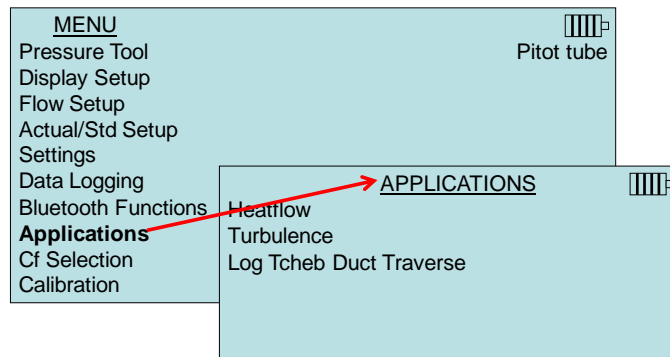 MENU
Pressure Tool
Pitot tube
Display Setup
Flow Setup
Actual/Std Setup
Settings
Data Logging
Bluetooth Functions
Applications
Cf Selection
Calibration
APPLICATIONS
Heatflow
Turbulence
Log Tcheb Duct Traverse